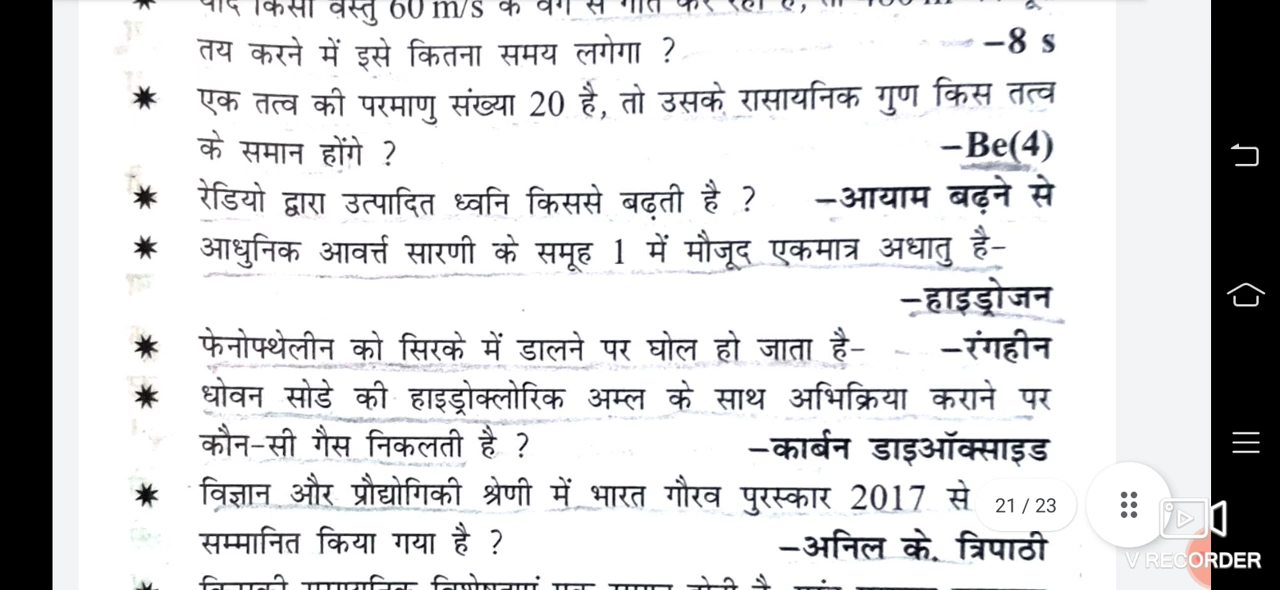 60 m/s के
तय करने में इसे कितना समय लगेगा ? –8 s
✷ एक तत्व की परमाणु संख्या 20 है, तो उसके रासायनिक गुण किस तत्व
के समान होंगे ? –Be(4)
✷ रेडियो द्वारा उत्पादित ध्वनि किससे बढ़ती है ? –आयाम बढ़ने से
✷ आधुनिक आवर्त्त सारणी के समूह 1 में मौजूद एकमात्र अधातु है–
–हाइड्रोजन
✷ फेनोफ्थेलीन को सिरके में डालने पर घोल हो जाता है– –रंगहीन
✷ धोवन सोडे की हाइड्रोक्लोरिक अम्ल के साथ अभिक्रिया कराने पर
कौन-सी गैस निकलती है ? –कार्बन डाइऑक्साइड
✷ विज्ञान और प्रौद्योगिकी श्रेणी में भारत गौरव पुरस्कार 2017 से
21 / 23
सम्मानित किया गया है ? –अनिल के. त्रिपाठी
V RECORDER